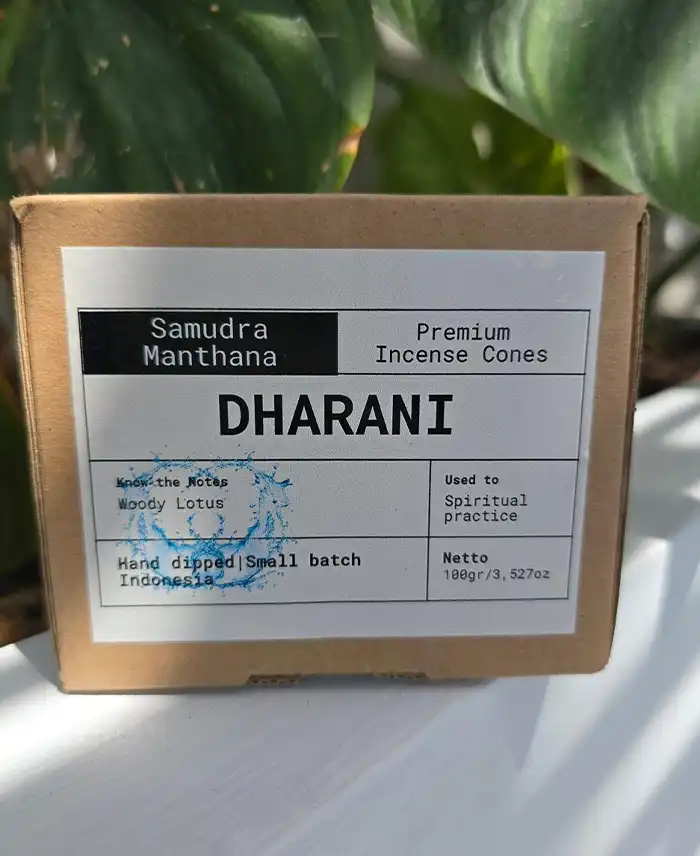 Samudra
Manthana
Premium
Incense Cones
DHARANI
Know the Notes
Woody Lotus
Used to
Spiritual
practice
Hand dipped|Small batch
Indonesia
Netto
100gr/3,527oz